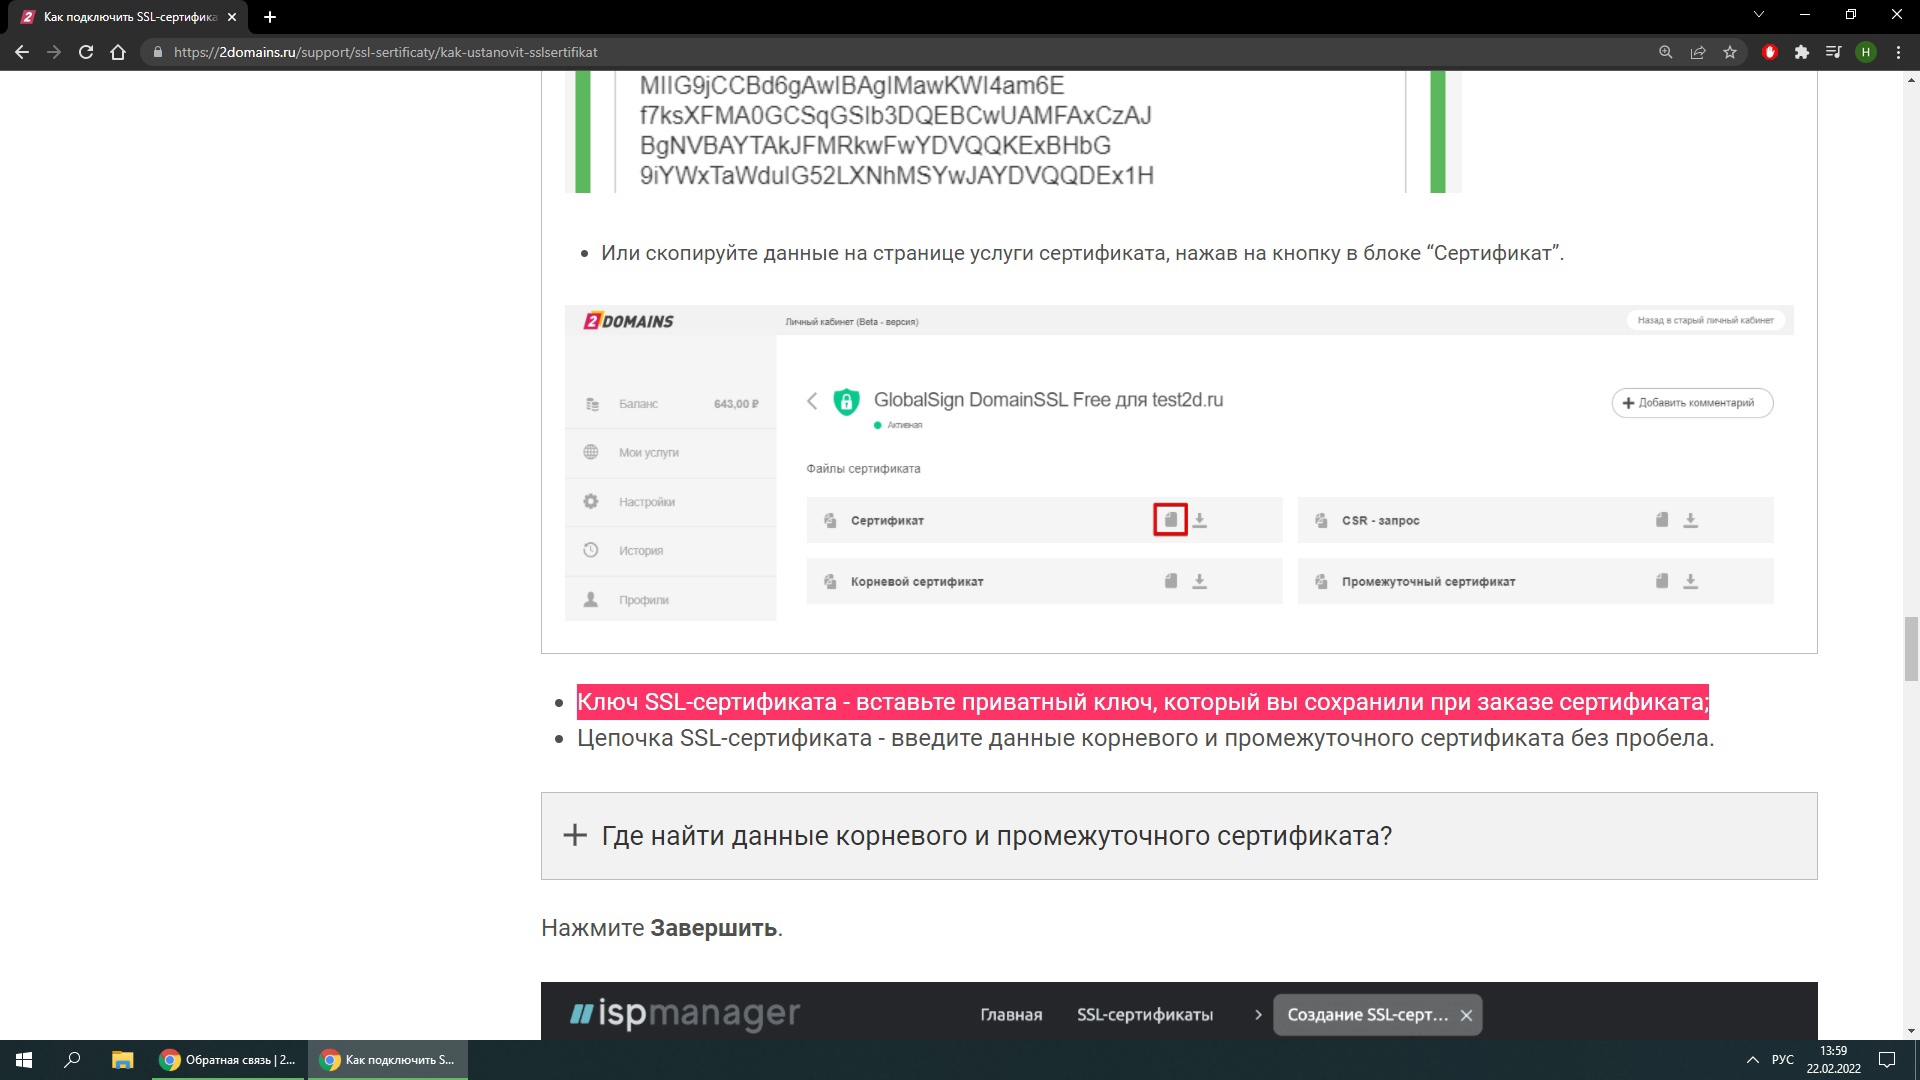 Как подключить SSL-сертифика
https://2domains.ru/support/ssl-sertificaty/kak-ustanovit-sslsertifikat
H
MIIG9jCCBd6gAwIBAgIMawKWI4am6E
f7ksXFMA0GCSqGSIb3DQEBCwUAMFAxCzAJ
BgNVBAYTAkJFMRkwFwYDVQQKExBHbG
9iYWxTaWduIG52LXNhMSYwJAYDVQQDEx1H
Или скопируйте данные на странице услуги сертификата, нажав на кнопку в блоке “Сертификат”.
2DOMAINS
Личный кабинет (Beta - версия)
Назад в старый личный кабинет
Баланс 643,00 ₽
Мои услуги
Настройки
История
Профили
GlobalSign DomainSSL Free для test2d.ru
Активная
Добавить комментарий
Файлы сертификата
Сертификат
CSR - запрос
Корневой сертификат
Промежуточный сертификат
Ключ SSL-сертификата - вставьте приватный ключ, который вы сохранили при заказе сертификата;
Цепочка SSL-сертификата - введите данные корневого и промежуточного сертификата без пробела.
Где найти данные корневого и промежуточного сертификата?
Нажмите Завершить.
ispmanager
Главная
SSL-сертификаты
Создание SSL-серт...
Обратная связь | 2...
Как подключить S...
РУС
13:59
22.02.2022